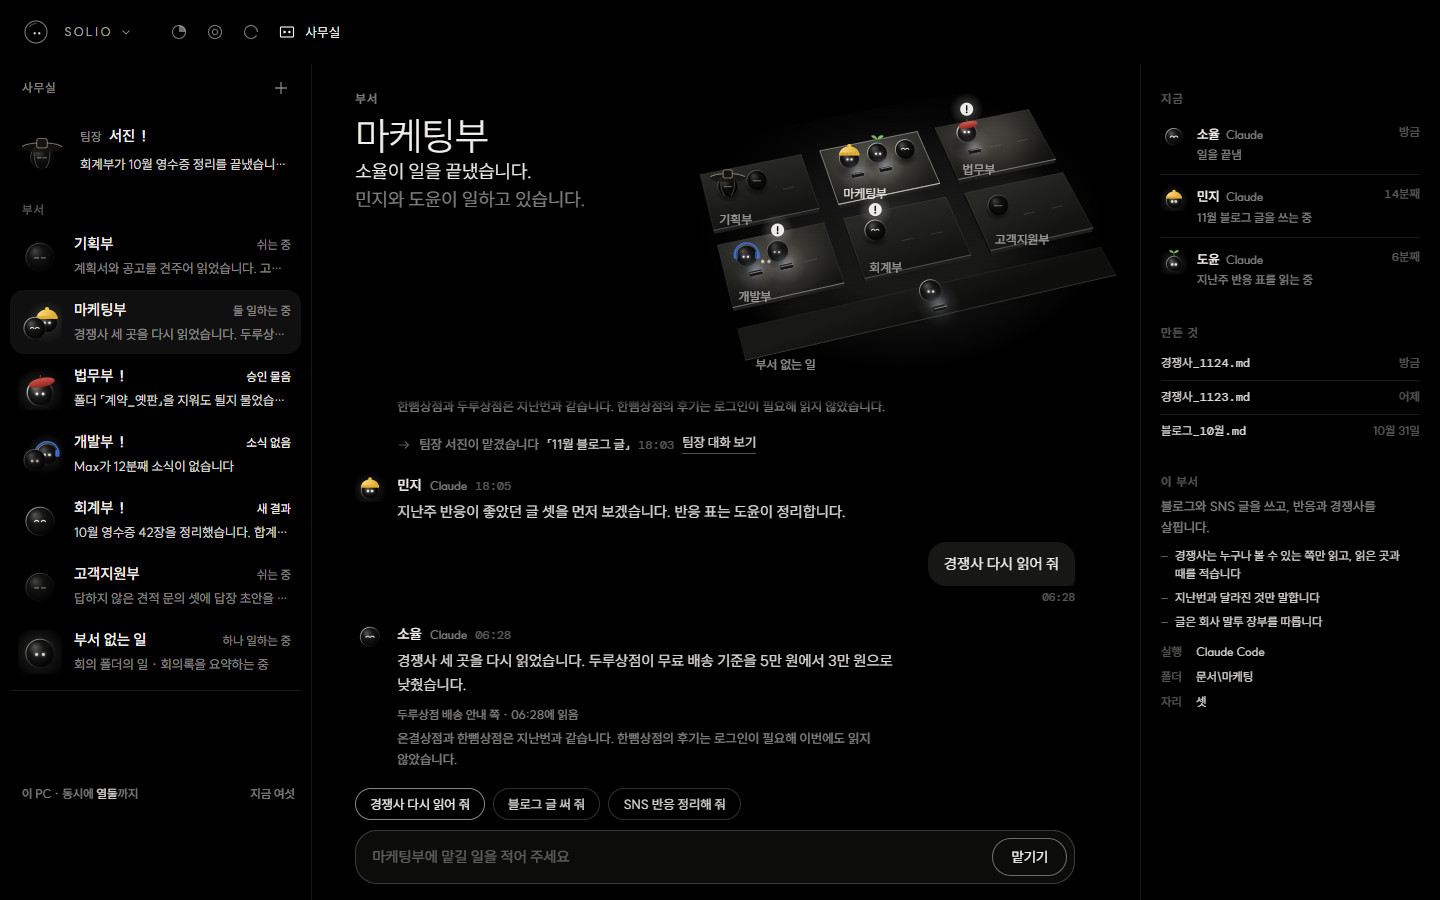 SOLIO
사무실
사무실
팀장 서진 !
회계부가 10월 영수증 정리를 끝냈습니…
부서
기획부 쉬는 중
계획서와 공고를 견주어 읽었습니다. 고…
마케팅부 둘 일하는 중
경쟁사 세 곳을 다시 읽었습니다. 두루상…
법무부 ! 승인 물음
폴더 「계약_옛판」을 지워도 될지 물었습…
개발부 ! 소식 없음
Max가 12분째 소식이 없습니다
회계부 ! 새 결과
10월 영수증 42장을 정리했습니다. 합계…
고객지원부 쉬는 중
답하지 않은 견적 문의 셋에 답장 초안을 …
부서 없는 일 하나 일하는 중
회의 폴더의 일 · 회의록을 요약하는 중
이 PC · 동시에 열둘까지 지금 여섯
부서
마케팅부
소율이 일을 끝냈습니다.
민지와 도윤이 일하고 있습니다.
기획부
마케팅부
법무부
개발부
회계부
고객지원부
부서 없는 일
한뼘상점과 두루상점은 지난번과 같습니다. 한뼘상점의 후기는 로그인이 필요해 읽지 않았습니다.
→ 팀장 서진이 맡겼습니다 「11월 블로그 글」 18:03 팀장 대화 보기
민지 Claude 18:05
지난주 반응이 좋았던 글 셋을 먼저 보겠습니다. 반응 표는 도윤이 정리합니다.
경쟁사 다시 읽어 줘
06:28
소율 Claude 06:28
경쟁사 세 곳을 다시 읽었습니다. 두루상점이 무료 배송 기준을 5만 원에서 3만 원으로
낮췄습니다.
두루상점 배송 안내 쪽 · 06:28에 읽음
온결상점과 한뼘상점은 지난번과 같습니다. 한뼘상점의 후기는 로그인이 필요해 이번에도 읽지
않았습니다.
경쟁사 다시 읽어 줘
블로그 글 써 줘
SNS 반응 정리해 줘
마케팅부에 맡길 일을 적어 주세요
맡기기
지금
소율 Claude 방금
일을 끝냄
민지 Claude 14분째
11월 블로그 글을 쓰는 중
도윤 Claude 6분째
지난주 반응 표를 읽는 중
만든 것
경쟁사_1124.md 방금
경쟁사_1123.md 어제
블로그_10월.md 10월 31일
이 부서
블로그와 SNS 글을 쓰고, 반응과 경쟁사를
살핍니다.
– 경쟁사는 누구나 볼 수 있는 쪽만 읽고, 읽은 곳과
때를 적습니다
– 지난번과 달라진 것만 말합니다
– 글은 회사 말투 장부를 따릅니다
실행 Claude Code
폴더 문서\마케팅
자리 셋